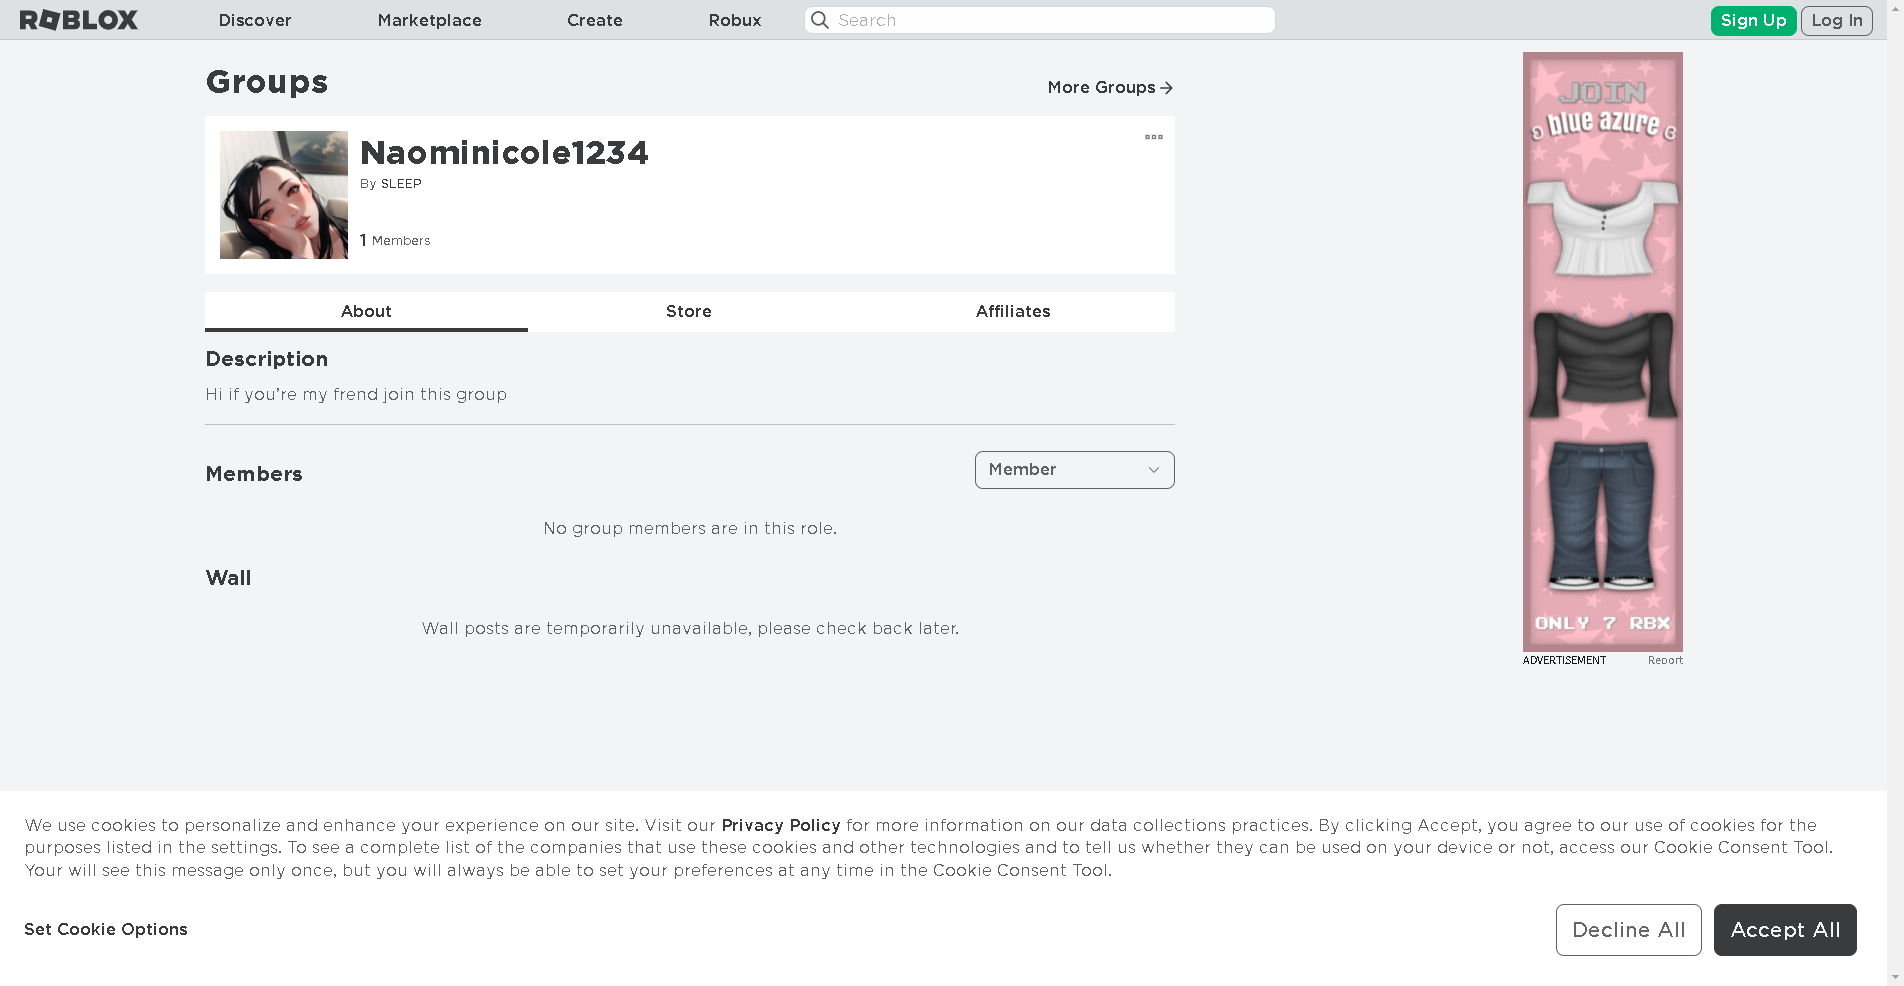 ROBLOX
Discover
Marketplace
Create
Robux
Search
Sign Up
Log In
Groups
More Groups
Naominicole1234
By SLEEP
1 Members
About
Store
Affiliates
Description
Hi if you’re my frend join this group
Members
Member
No group members are in this role.
Wall
Wall posts are temporarily unavailable, please check back later.
JOIN
blue azure
ONLY 7 RBX
ADVERTISEMENT
Report
We use cookies to personalize and enhance your experience on our site. Visit our Privacy Policy for more information on our data collections practices. By clicking Accept, you agree to our use of cookies for the
purposes listed in the settings. To see a complete list of the companies that use these cookies and other technologies and to tell us whether they can be used on your device or not, access our Cookie Consent Tool.
Your will see this message only once, but you will always be able to set your preferences at any time in the Cookie Consent Tool.
Set Cookie Options
Decline All
Accept All